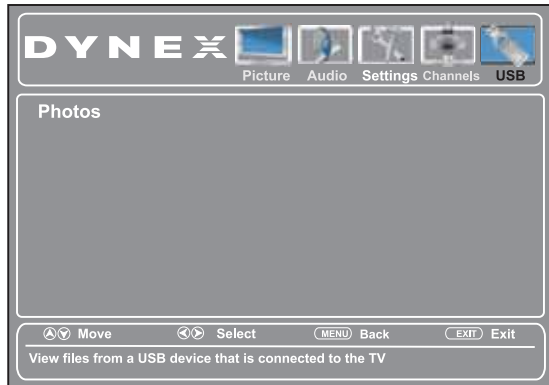 DYNEX
Picture Audio Settings Channels USB
Photos
Move Select MENU Back EXIT Exit
View files from a USB device that is connected to the TV